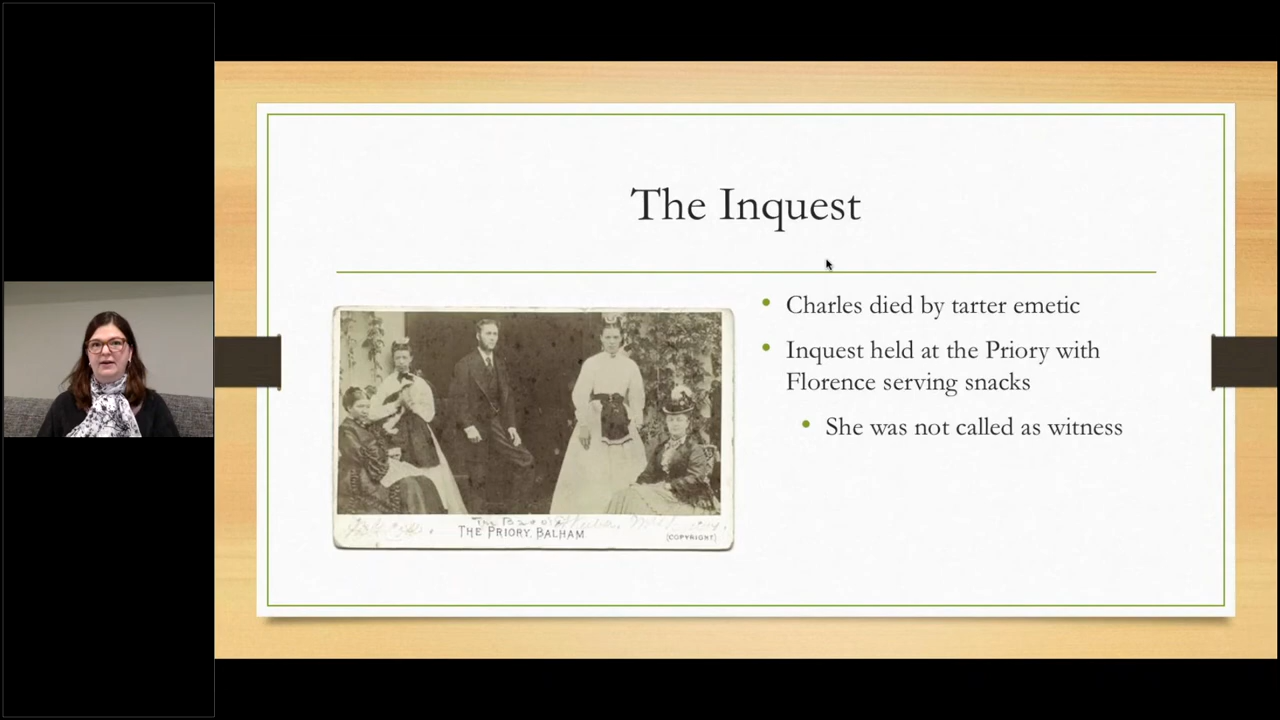 The Inquest
Charles died by tarter emetic
Inquest held at the Priory with
Florence serving snacks
She was not called as witness
THE PRIORY, BALHAM
(COPYRIGHT)